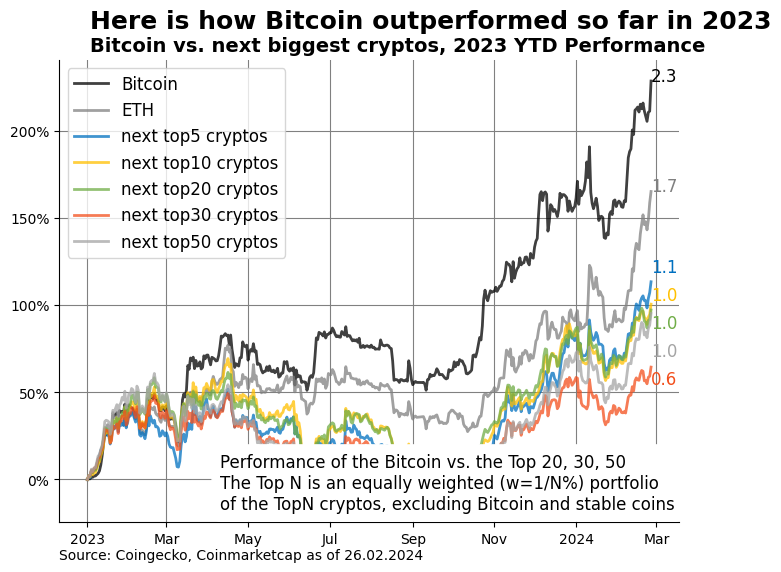 Here is how Bitcoin outperformed so far in 2023
Bitcoin vs. next biggest cryptos, 2023 YTD Performance
Bitcoin
ETH
next top5 cryptos
next top10 cryptos
next top20 cryptos
next top30 cryptos
next top50 cryptos
200%
150%
100%
50%
0%
2.3
1.7
1.1
1.0
1.0
1.0
0.6
Performance of the Bitcoin vs. the Top 20, 30, 50
The Top N is an equally weighted (w=1/N%) portfolio
of the TopN cryptos, excluding Bitcoin and stable coins
2023 Mar May Jul Sep Nov 2024 Mar
Source: Coingecko, Coinmarketcap as of 26.02.2024